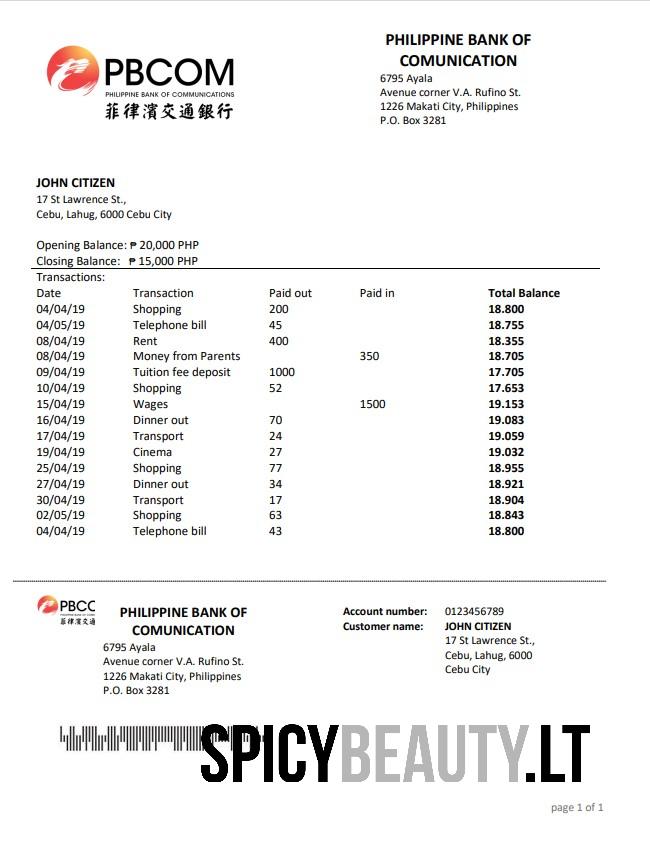 PBCOM
PHILIPPINE BANK OF COMMUNICATIONS
菲律濱交通銀行
PHILIPPINE BANK OF
COMUNICATION
6795 Ayala
Avenue corner V.A. Rufino St.
1226 Makati City, Philippines
P.O. Box 3281
JOHN CITIZEN
17 St Lawrence St.,
Cebu, Lahug, 6000 Cebu City
Opening Balance: ₱ 20,000 PHP
Closing Balance: ₱ 15,000 PHP
Transactions:
Date Transaction Paid out Paid in Total Balance
04/04/19 Shopping 200 18.800
04/05/19 Telephone bill 45 18.755
08/04/19 Rent 400 18.355
08/04/19 Money from Parents 350 18.705
09/04/19 Tuition fee deposit 1000 17.705
10/04/19 Shopping 52 17.653
15/04/19 Wages 1500 19.153
16/04/19 Dinner out 70 19.083
17/04/19 Transport 24 19.059
19/04/19 Cinema 27 19.032
25/04/19 Shopping 77 18.955
27/04/19 Dinner out 34 18.921
30/04/19 Transport 17 18.904
02/05/19 Shopping 63 18.843
04/04/19 Telephone bill 43 18.800
PBCC
菲律濱交通
PHILIPPINE BANK OF
COMUNICATION
6795 Ayala
Avenue corner V.A. Rufino St.
1226 Makati City, Philippines
P.O. Box 3281
Account number: 0123456789
Customer name: JOHN CITIZEN
17 St Lawrence St.,
Cebu, Lahug, 6000
Cebu City
SPICYBEAUTY.LT
page 1 of 1